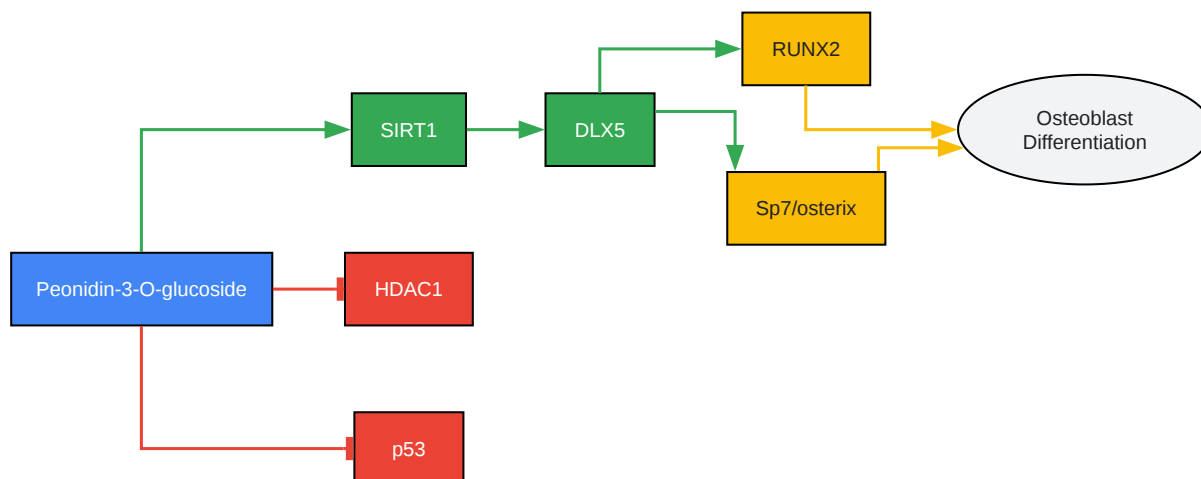 RUNX2
SIRT1
DLX5
Osteoblast
Differentiation
Sp7/osterix
Peonidin-3-O-glucoside
HDAC1
p53